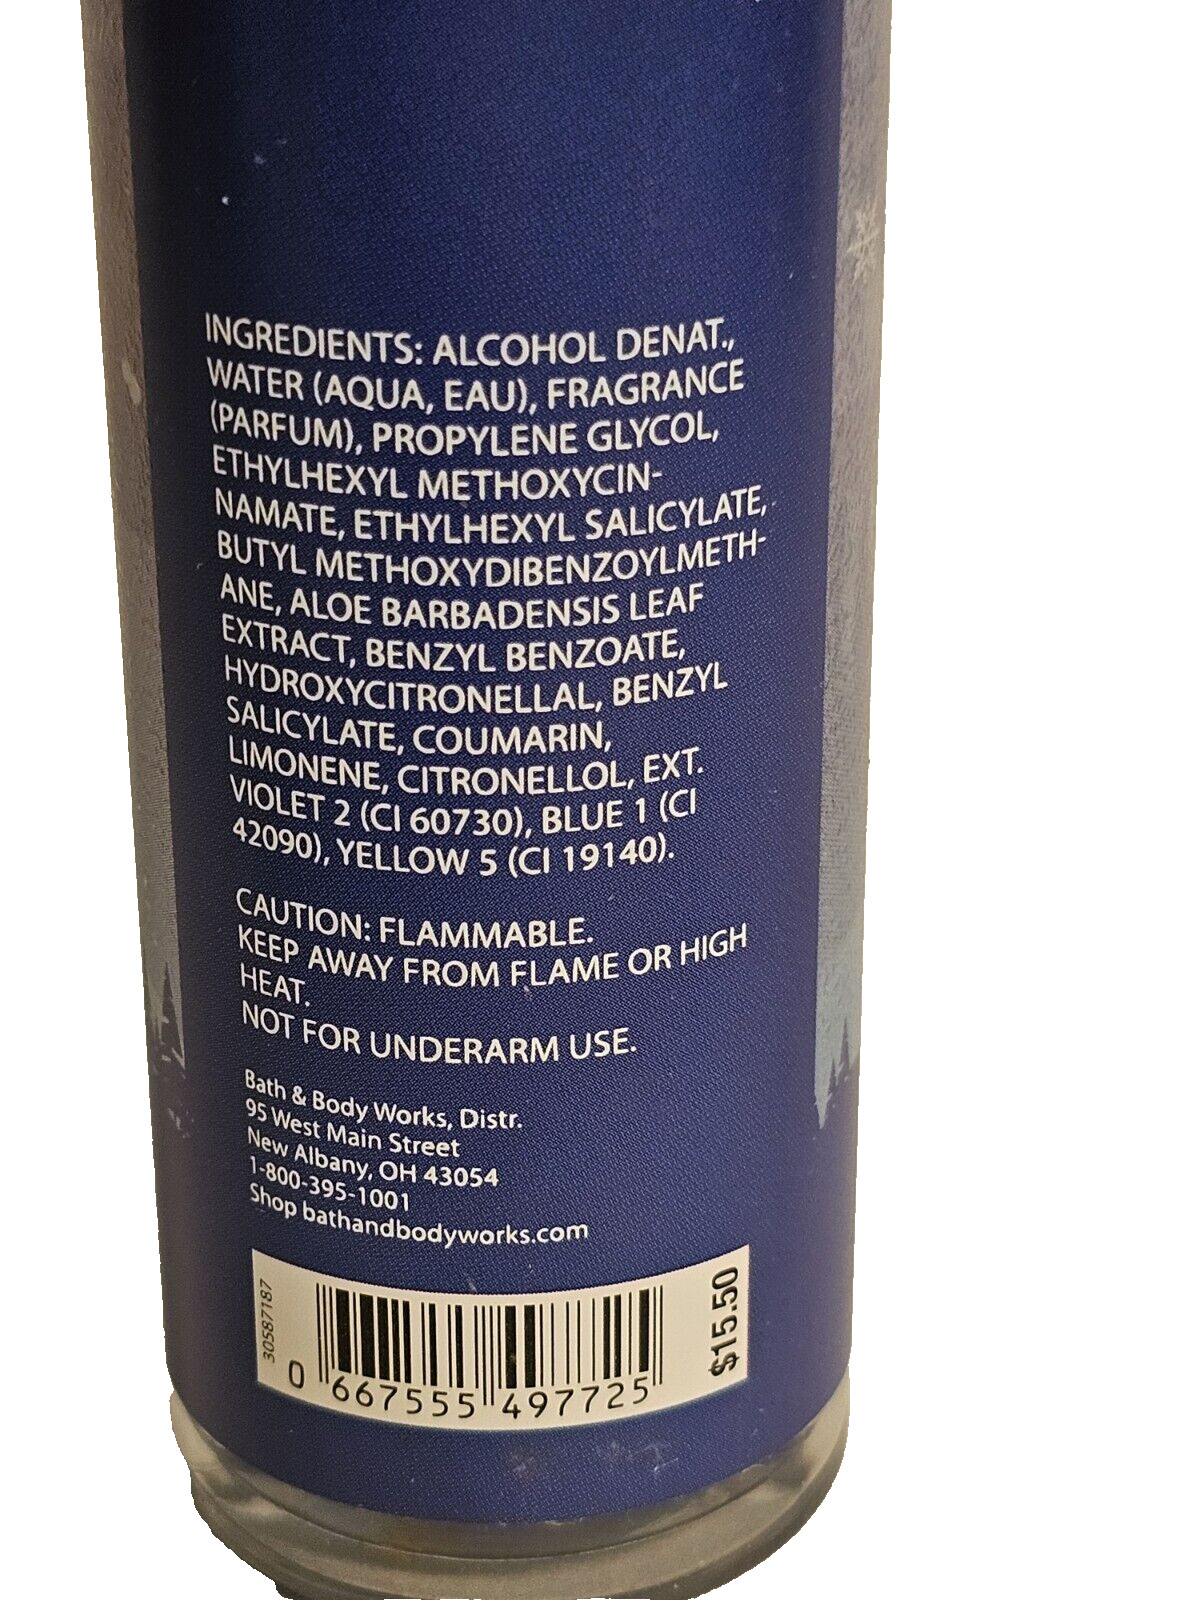 INGREDIENTS: ALCOHOL DENAT.,
WATER (AQUA, EAU), FRAGRANCE
(PARFUM), PROPYLENE GLYCOL,
ETHYLHEXYL METHOXYCIN-
NAMATE, ETHYLHEXYL SALICYLATE,
BUTYL METHOXYDIBENZOYLMETH-
ANE, ALOE BARBADENSIS LEAF
EXTRACT, BENZYL BENZOATE,
HYDROXYCITRONELLAL, BENZYL
SALICYLATE, COUMARIN,
LIMONENE, CITRONELLOL, EXT.
VIOLET 2 (CI 60730), BLUE 1 (CI
42090), YELLOW 5 (CI 19140).
CAUTION: FLAMMABLE.
KEEP AWAY FROM FLAME OR HIGH
HEAT.
NOT FOR UNDERARM USE.
Bath & Body Works, Distr.
95 West Main Street
New Albany, OH 43054
1-800-395-1001
Shop bathandbodyworks.com
30587187
0 667555 497725
$15.50